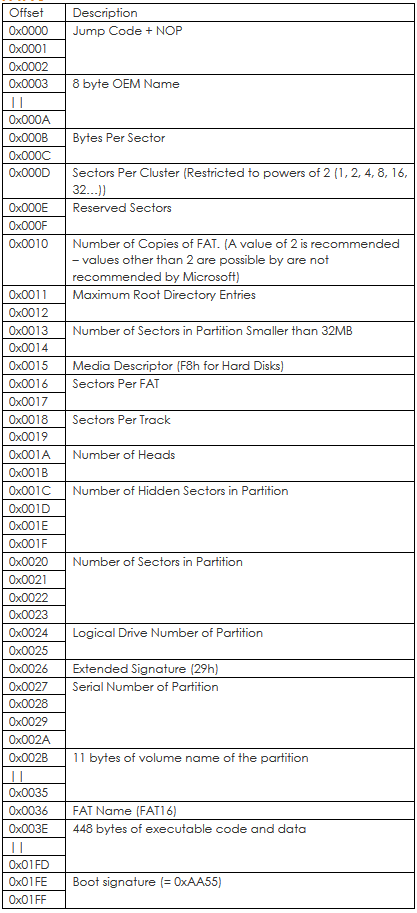 Offset Description
0x0000 Jump Code + NOP
0x0001
0x0002
0x0003 8 byte OEM Name
||
0x000A
0x000B Bytes Per Sector
0x000C
0x000D Sectors Per Cluster (Restricted to powers of 2 (1, 2, 4, 8, 16,
32…))
0x000E Reserved Sectors
0x000F
0x0010 Number of Copies of FAT. (A value of 2 is recommended
– values other than 2 are possible by are not
recommended by Microsoft)
0x0011 Maximum Root Directory Entries
0x0012
0x0013 Number of Sectors in Partition Smaller than 32MB
0x0014
0x0015 Media Descriptor (F8h for Hard Disks)
0x0016 Sectors Per FAT
0x0017
0x0018 Sectors Per Track
0x0019
0x001A Number of Heads
0x001B
0x001C Number of Hidden Sectors in Partition
0x001D
0x001E
0x001F
0x0020 Number of Sectors in Partition
0x0021
0x0022
0x0023
0x0024 Logical Drive Number of Partition
0x0025
0x0026 Extended Signature (29h)
0x0027 Serial Number of Partition
0x0028
0x0029
0x002A
0x002B 11 bytes of volume name of the partition
||
0x0035
0x0036 FAT Name (FAT16)
0x003E 448 bytes of executable code and data
||
0x01FD
0x01FE Boot signature (= 0xAA55)
0x01FF